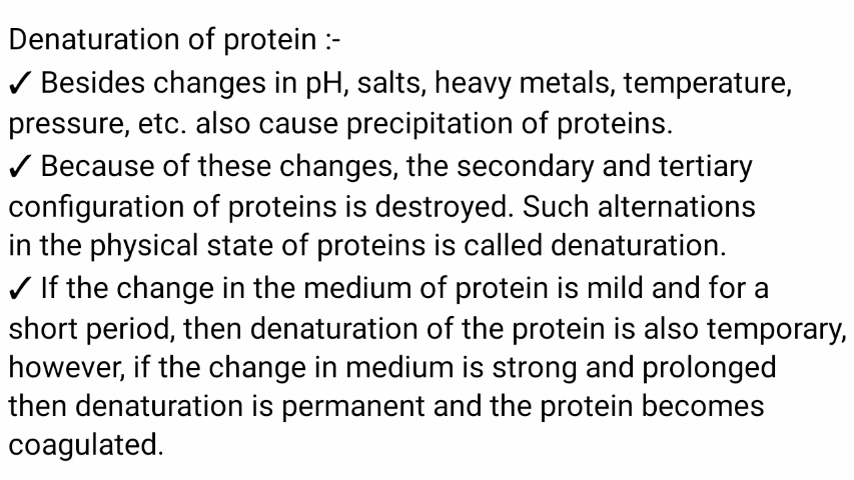 Denaturation of protein :-
✓ Besides changes in pH, salts, heavy metals, temperature,
pressure, etc. also cause precipitation of proteins.
✓ Because of these changes, the secondary and tertiary
configuration of proteins is destroyed. Such alternations
in the physical state of proteins is called denaturation.
✓ If the change in the medium of protein is mild and for a
short period, then denaturation of the protein is also temporary,
however, if the change in medium is strong and prolonged
then denaturation is permanent and the protein becomes
coagulated.